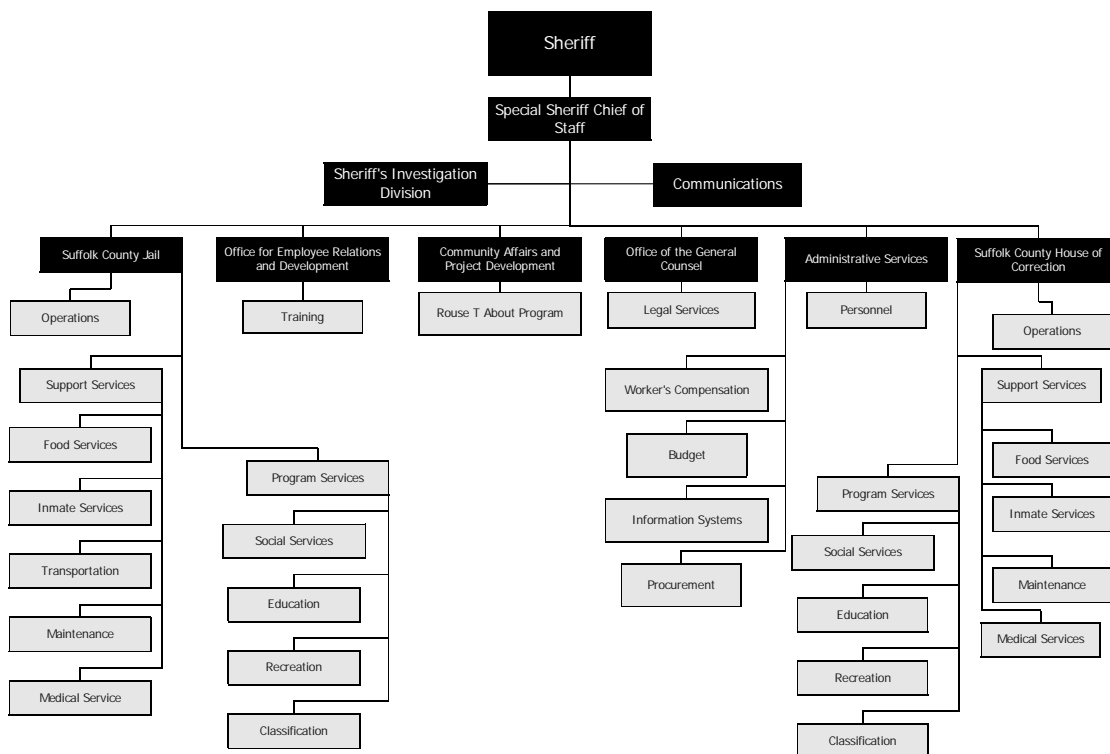 Sheriff
Special Sheriff Chief of
Staff
Sheriff's Investigation
Division
Communications
Suffolk County Jail
Office for Employee Relations
and Development
Community Affairs and
Project Development
Office of the General
Counsel
Administrative Services
Suffolk County House of
Correction
Operations
Training
Rouse T About Program
Legal Services
Personnel
Operations
Support Services
Worker's Compensation
Support Services
Food Services
Budget
Food Services
Program Services
Program Services
Inmate Services
Information Systems
Inmate Services
Social Services
Social Services
Transportation
Procurement
Maintenance
Education
Education
Maintenance
Medical Services
Recreation
Recreation
Medical Service
Classification
Classification